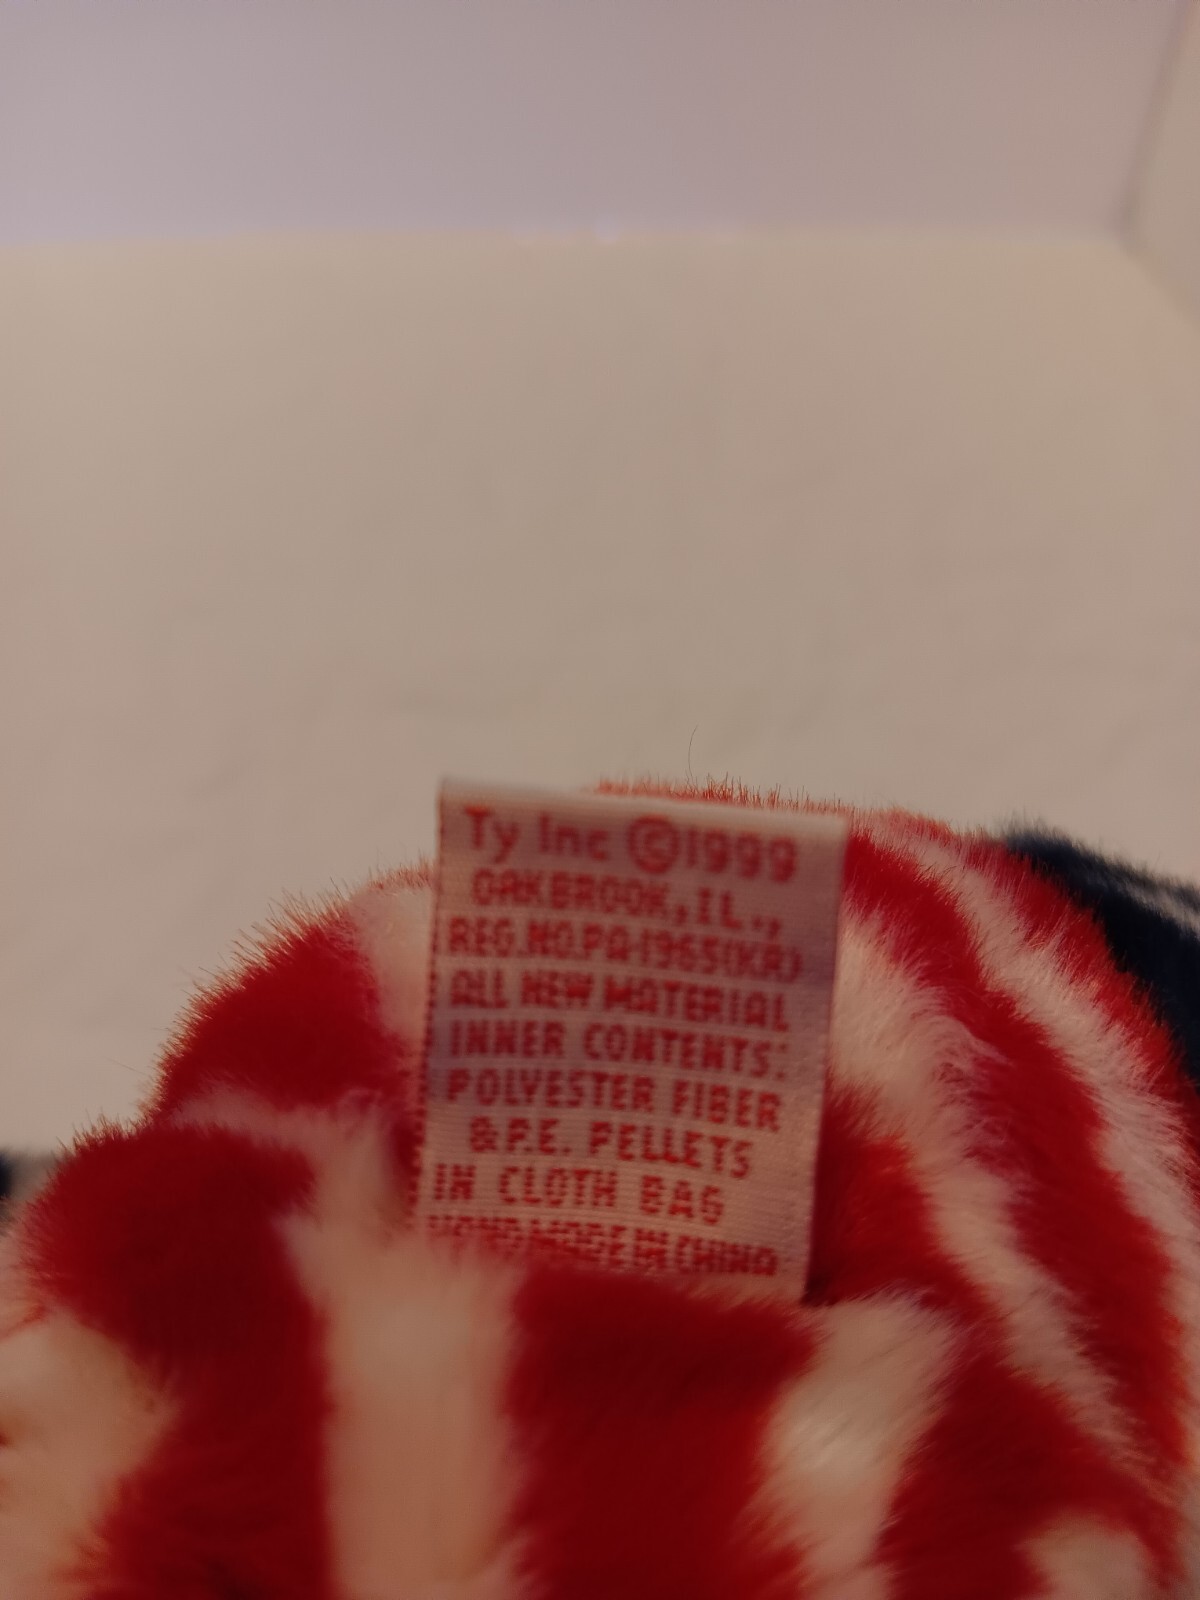 Ty Inc ©1999
OAKBROOK, IL.,
REG.NO.PA-1965(KR)
ALL NEW MATERIAL
INNER CONTENTS:
POLYESTER FIBER
& P.E. PELLETS
IN CLOTH BAG
HAND MADE IN CHINA